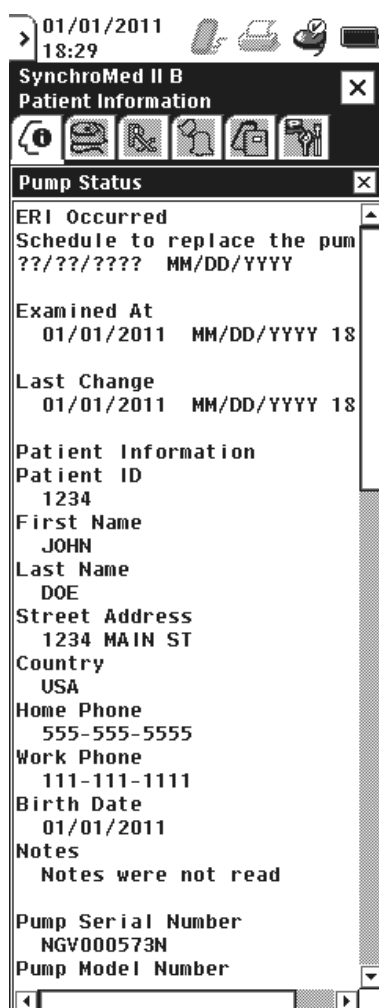 01/01/2011
18:29
SynchroMed II B
Patient Information
Rx
Pump Status
ERI Occurred
Schedule to replace the pum
??/??/???? MM/DD/YYYY
Examined At
01/01/2011 MM/DD/YYYY 18
Last Change
01/01/2011 MM/DD/YYYY 18
Patient Information
Patient ID
1234
First Name
JOHN
Last Name
DOE
Street Address
1234 MAIN ST
Country
USA
Home Phone
555-555-5555
Work Phone
111-111-1111
Birth Date
01/01/2011
Notes
Notes were not read
Pump Serial Number
NGV000573N
Pump Model Number